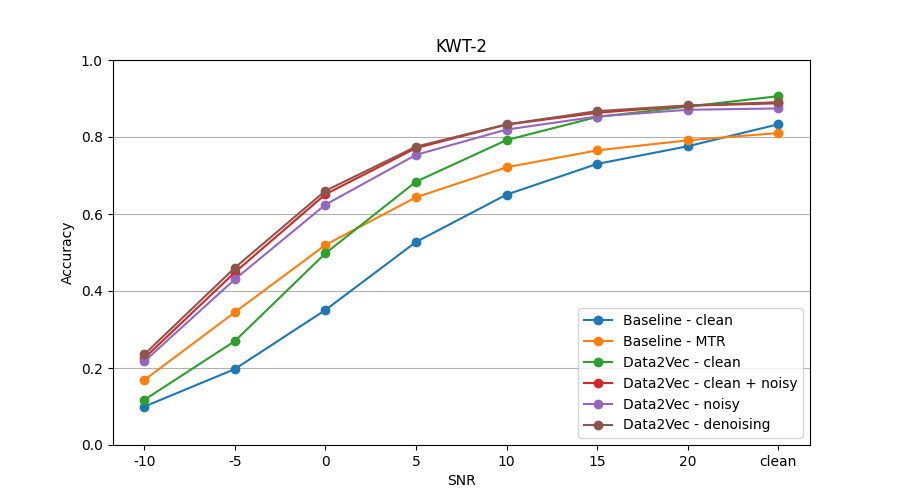 KWT-2
1.0
0.8
0.6
0.4
0.2
0.0
Accuracy
-10 -5 0 5 10 15 20 clean
SNR
Baseline - clean
Baseline - MTR
Data2Vec - clean
Data2Vec - clean + noisy
Data2Vec - noisy
Data2Vec - denoising